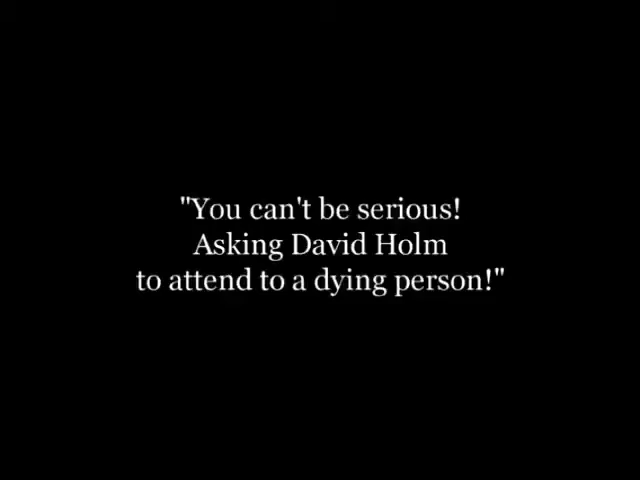 "You can't be serious!
Asking David Holm
to attend to a dying person!"